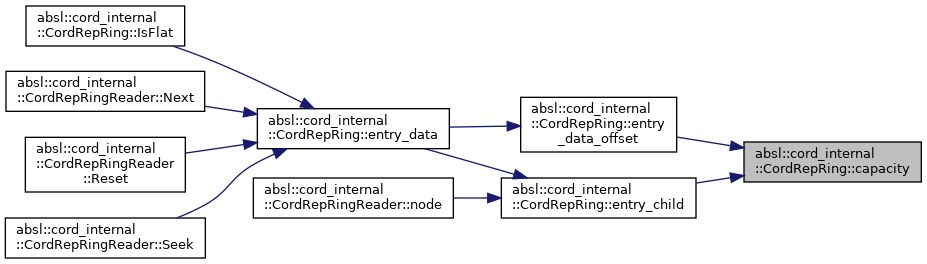 absl::cord_internal
::CordRepRing::IsFlat
absl::cord_internal
::CordRepRingReader::Next
absl::cord_internal
::CordRepRingReader
::Reset
absl::cord_internal
::CordRepRingReader::Seek
absl::cord_internal
::CordRepRing::entry_data
absl::cord_internal
::CordRepRingReader::node
absl::cord_internal
::CordRepRing::entry
_data_offset
absl::cord_internal
::CordRepRing::entry_child
absl::cord_internal
::CordRepRing::capacity